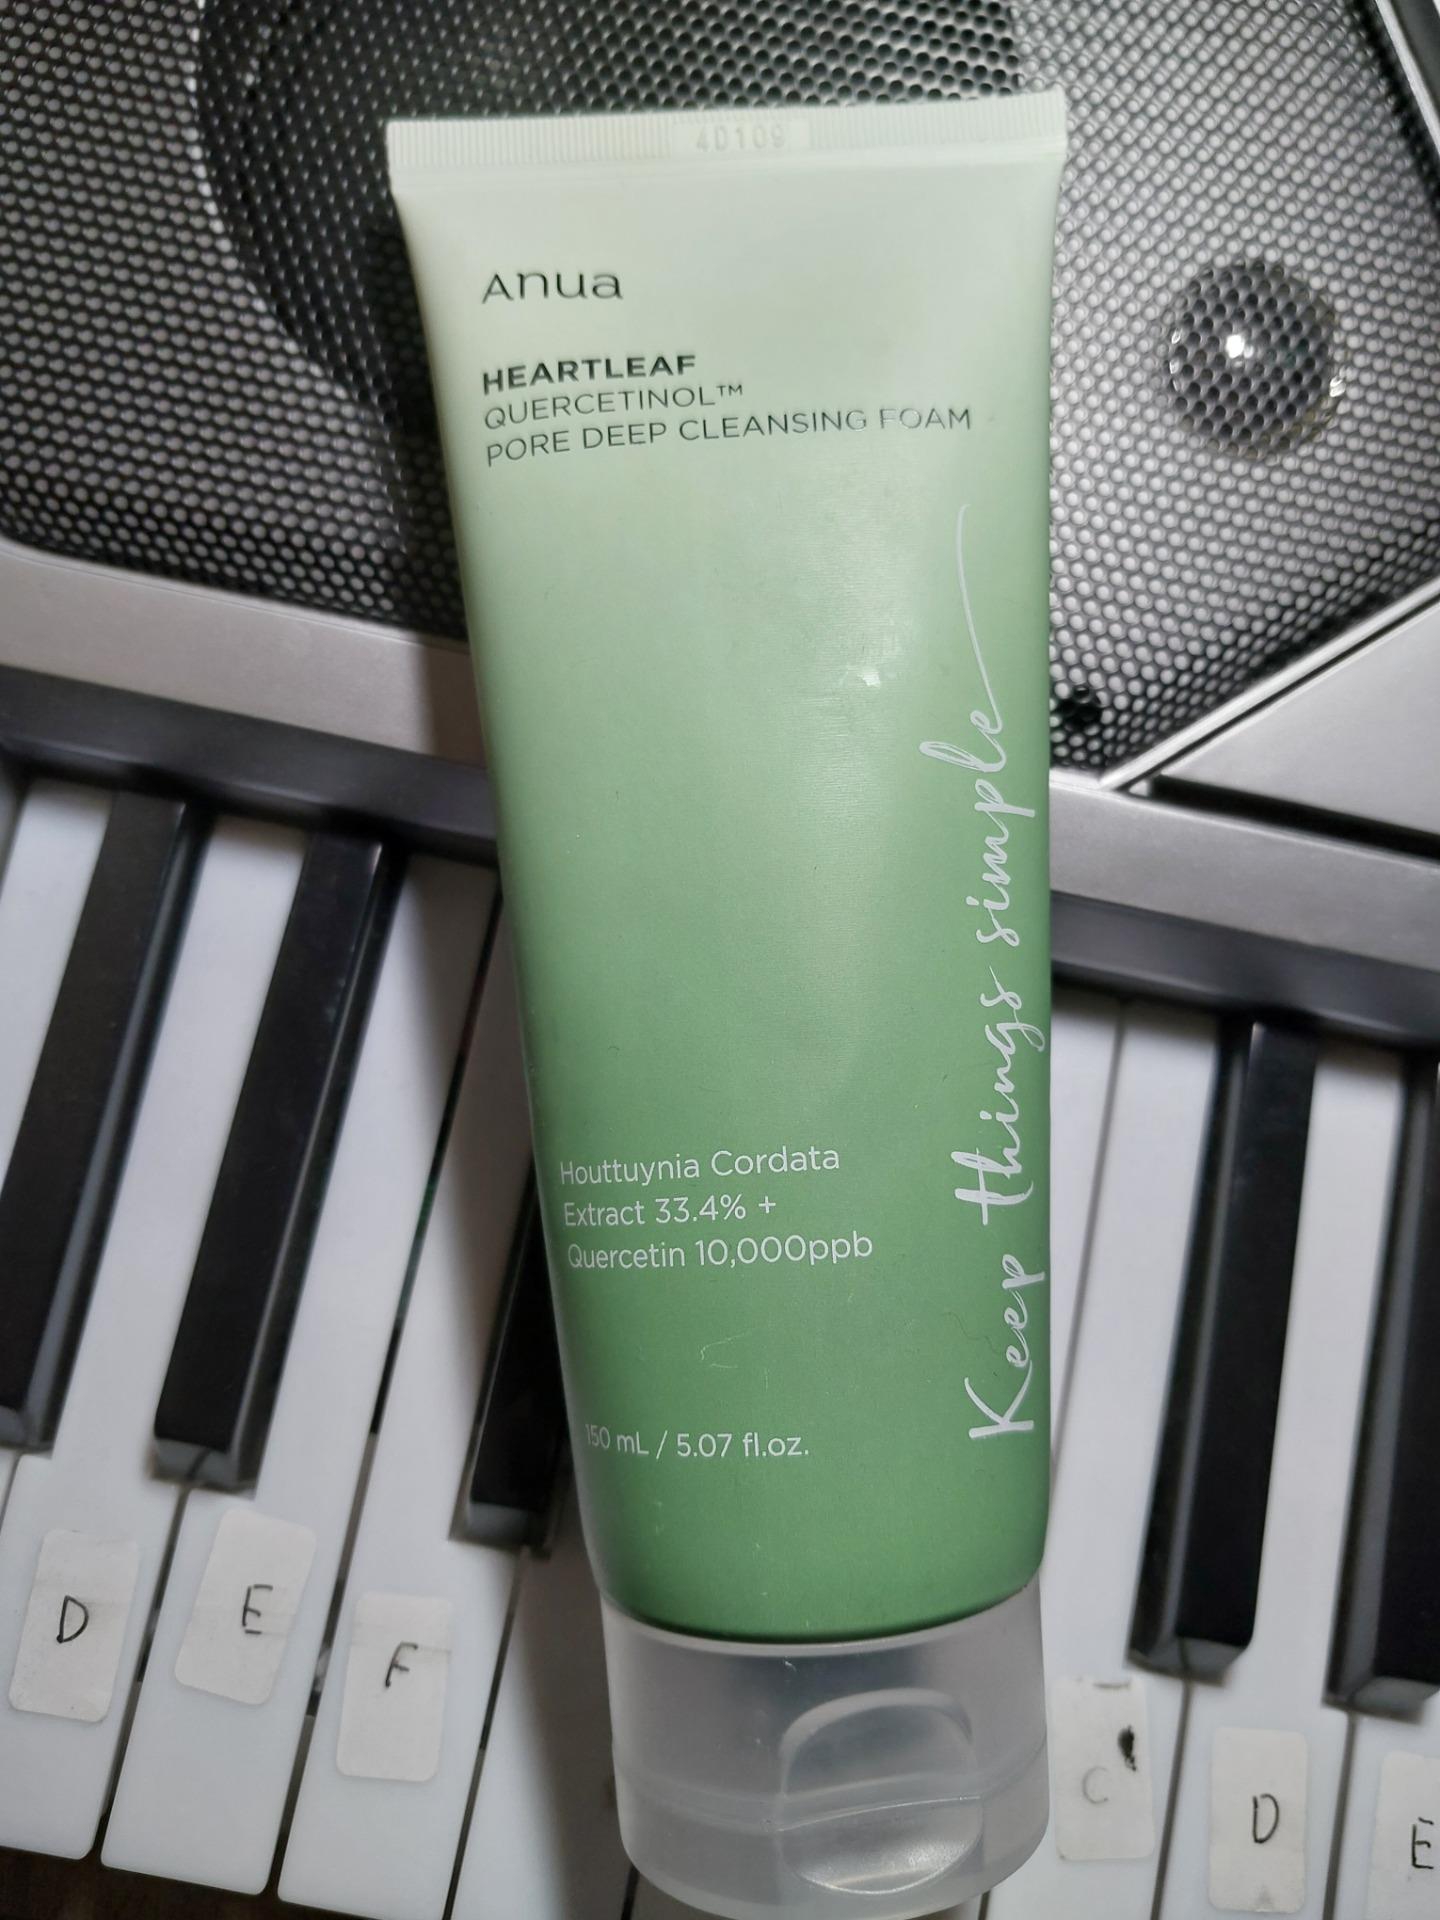 40109
Anua
HEARTLEAF
QUERCETINOL™
PORE DEEP CLEANSING FOAM
Keep things simple
Houttuynia Cordata
Extract 33.4% +
Quercetin 10,000ppb
150 mL / 5.07 fl.oz.
D
E
F
C
D
E